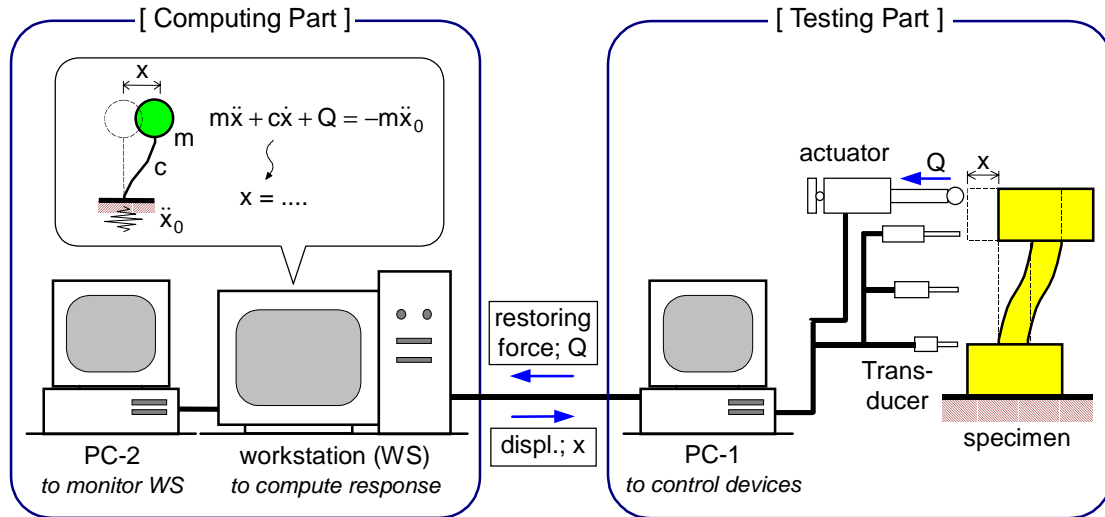 [ Computing Part ]
x
m
c
ẍ₀
mẍ + cẋ + Q = −mẍ₀
x = ....
PC-2
to monitor WS
workstation (WS)
to compute response
restoring
force; Q
displ.; x
[ Testing Part ]
actuator
Q
x
Trans-
ducer
specimen
PC-1
to control devices